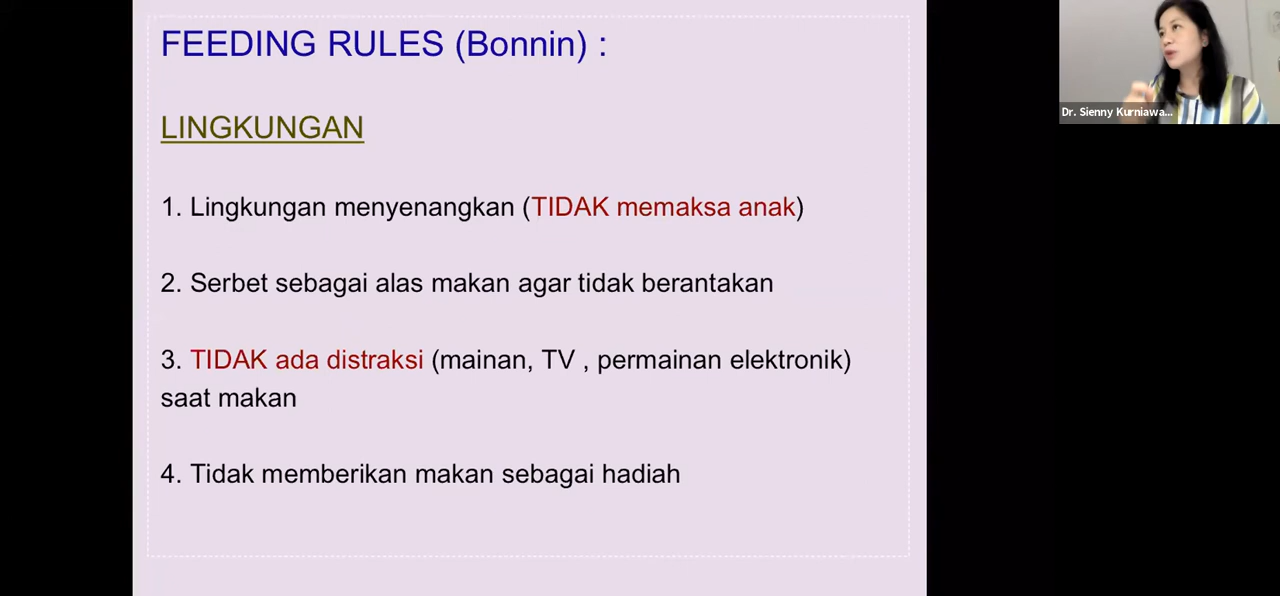 FEEDING RULES (Bonnin) :
LINGKUNGAN
1. Lingkungan menyenangkan (TIDAK memaksa anak)
2. Serbet sebagai alas makan agar tidak berantakan
3. TIDAK ada distraksi (mainan, TV , permainan elektronik)
saat makan
4. Tidak memberikan makan sebagai hadiah
Dr. Sienny Kurniawa...